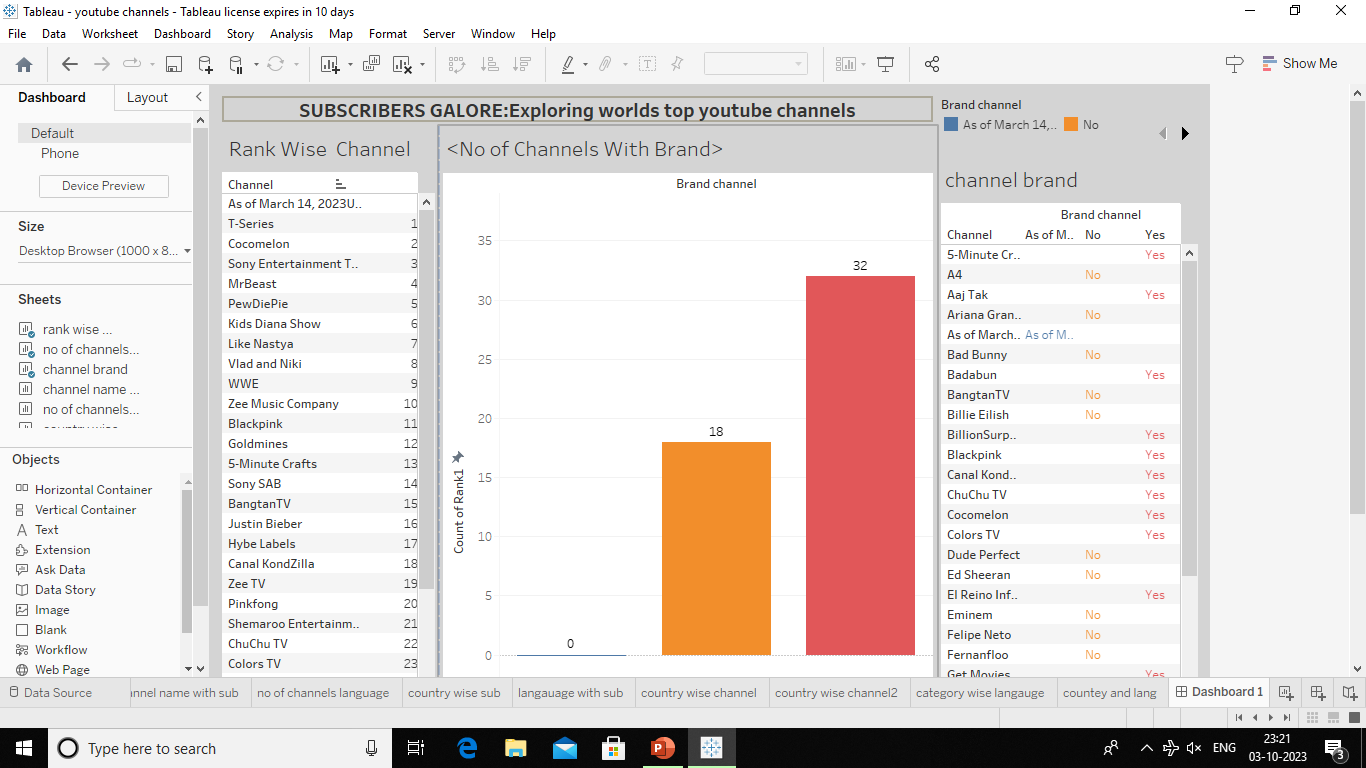 Tableau - youtube channels - Tableau license expires in 10 days
File Data Worksheet Dashboard Story Analysis Map Format Server Window Help
Show Me
Dashboard Layout
Default
Phone
Device Preview
Size
Desktop Browser (1000 x 8...
Sheets
rank wise ...
no of channels...
channel brand
channel name ...
no of channels...
Objects
Horizontal Container
Vertical Container
Text
Extension
Ask Data
Data Story
Image
Blank
Workflow
Web Page
SUBSCRIBERS GALORE:Exploring worlds top youtube channels
Rank Wise Channel
Channel
As of March 14, 2023U..
T-Series 1
Cocomelon 2
Sony Entertainment T.. 3
MrBeast 4
PewDiePie 5
Kids Diana Show 6
Like Nastya 7
Vlad and Niki 8
WWE 9
Zee Music Company 10
Blackpink 11
Goldmines 12
5-Minute Crafts 13
Sony SAB 14
BangtanTV 15
Justin Bieber 16
Hybe Labels 17
Canal KondZilla 18
Zee TV 19
Pinkfong 20
Shemaroo Entertainm.. 21
ChuChu TV 22
Colors TV 23
<No of Channels With Brand>
Brand channel
35
30
25
20
15
10
5
0
Count of Rank1
0
18
32
Brand channel
As of March 14,.. No
channel brand
Brand channel
Channel As of M.. No Yes
5-Minute Cr.. Yes
A4 No
Aaj Tak Yes
Ariana Gran.. No
As of March.. As of M..
Bad Bunny No
Badabun Yes
BangtanTV No
Billie Eilish No
BillionSurp.. Yes
Blackpink Yes
Canal Kond.. Yes
ChuChu TV Yes
Cocomelon Yes
Colors TV Yes
Dude Perfect No
Ed Sheeran No
El Reino Inf.. Yes
Eminem No
Felipe Neto No
Fernanfloo No
Get Movies Yes
Data Source nnel name with sub no of channels language country wise sub langauage with sub country wise channel country wise channel2 category wise langauge countey and lang Dashboard 1
Type here to search
ENG
23:21
03-10-2023
3